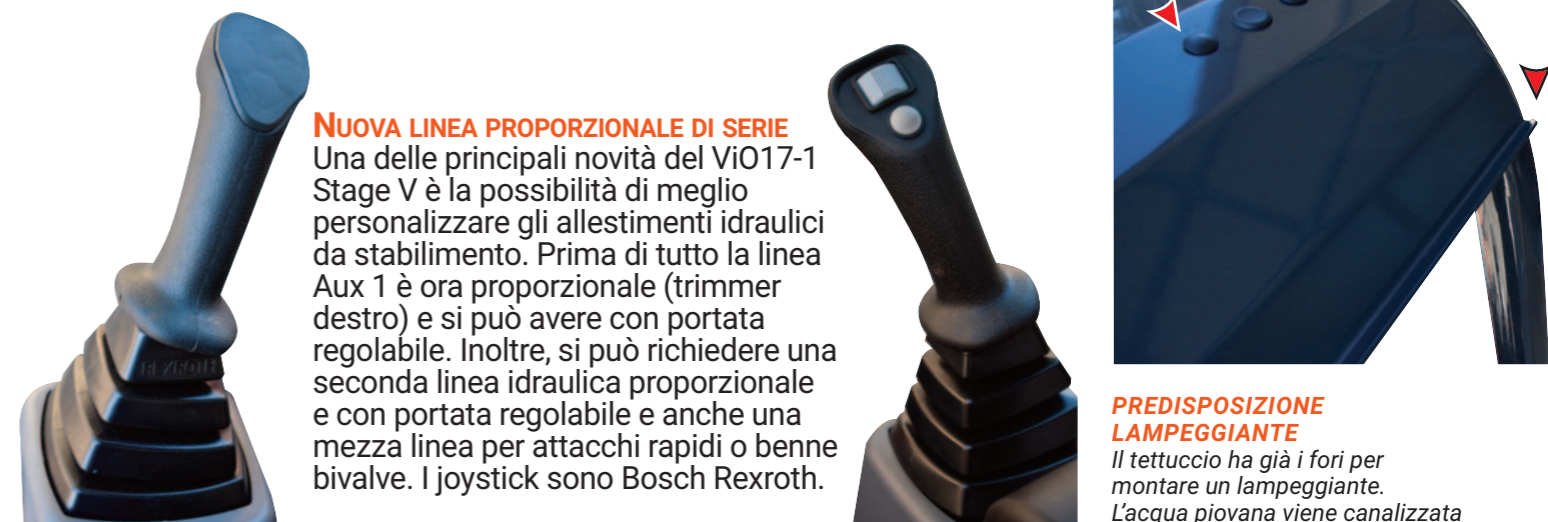 NUOVA LINEA PROPORZIONALE DI SERIE
Una delle principali novità del ViO17-1
Stage V è la possibilità di meglio
personalizzare gli allestimenti idraulici
da stabilimento. Prima di tutto la linea
Aux 1 è ora proporzionale (trimmer
destro) e si può avere con portata
regolabile. Inoltre, si può richiedere una
seconda linea idraulica proporzionale
e con portata regolabile e anche una
mezza linea per attacchi rapidi o benne
bivalve. I joystick sono Bosch Rexroth.
REXROTH
PREDISPOSIZIONE
LAMPEGGIANTE
Il tettuccio ha già i fori per
montare un lampeggiante.
L'acqua piovana viene canalizzata